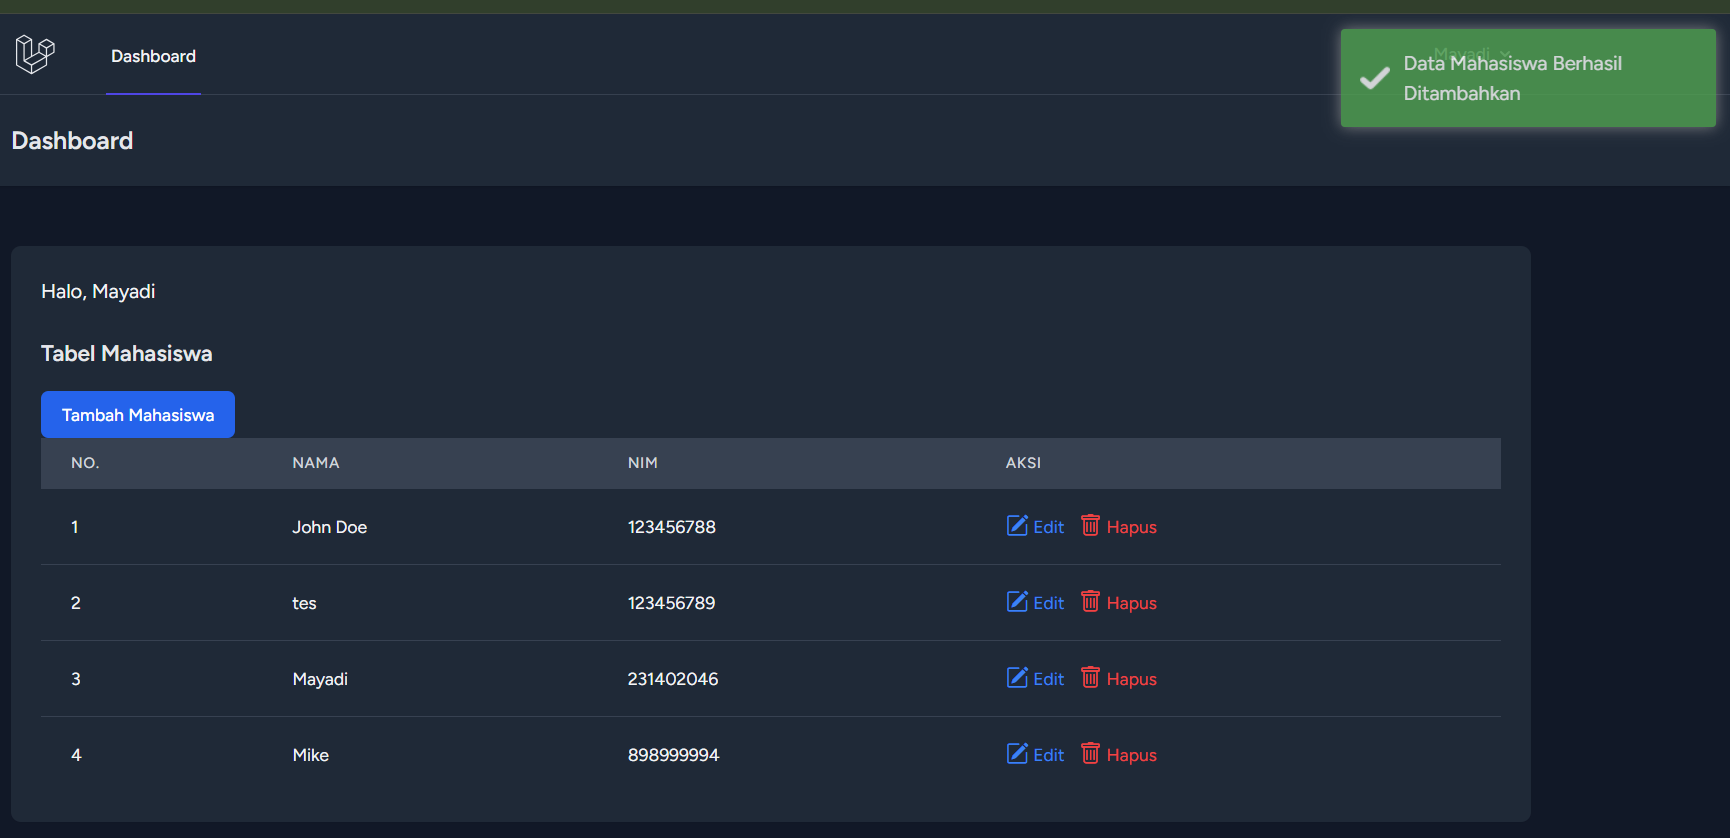 Dashboard
Mayadi
Data Mahasiswa Berhasil
Ditambahkan
Dashboard
Halo, Mayadi
Tabel Mahasiswa
Tambah Mahasiswa
NO. NAMA NIM AKSI
1 John Doe 123456788 Edit Hapus
2 tes 123456789 Edit Hapus
3 Mayadi 231402046 Edit Hapus
4 Mike 898999994 Edit Hapus